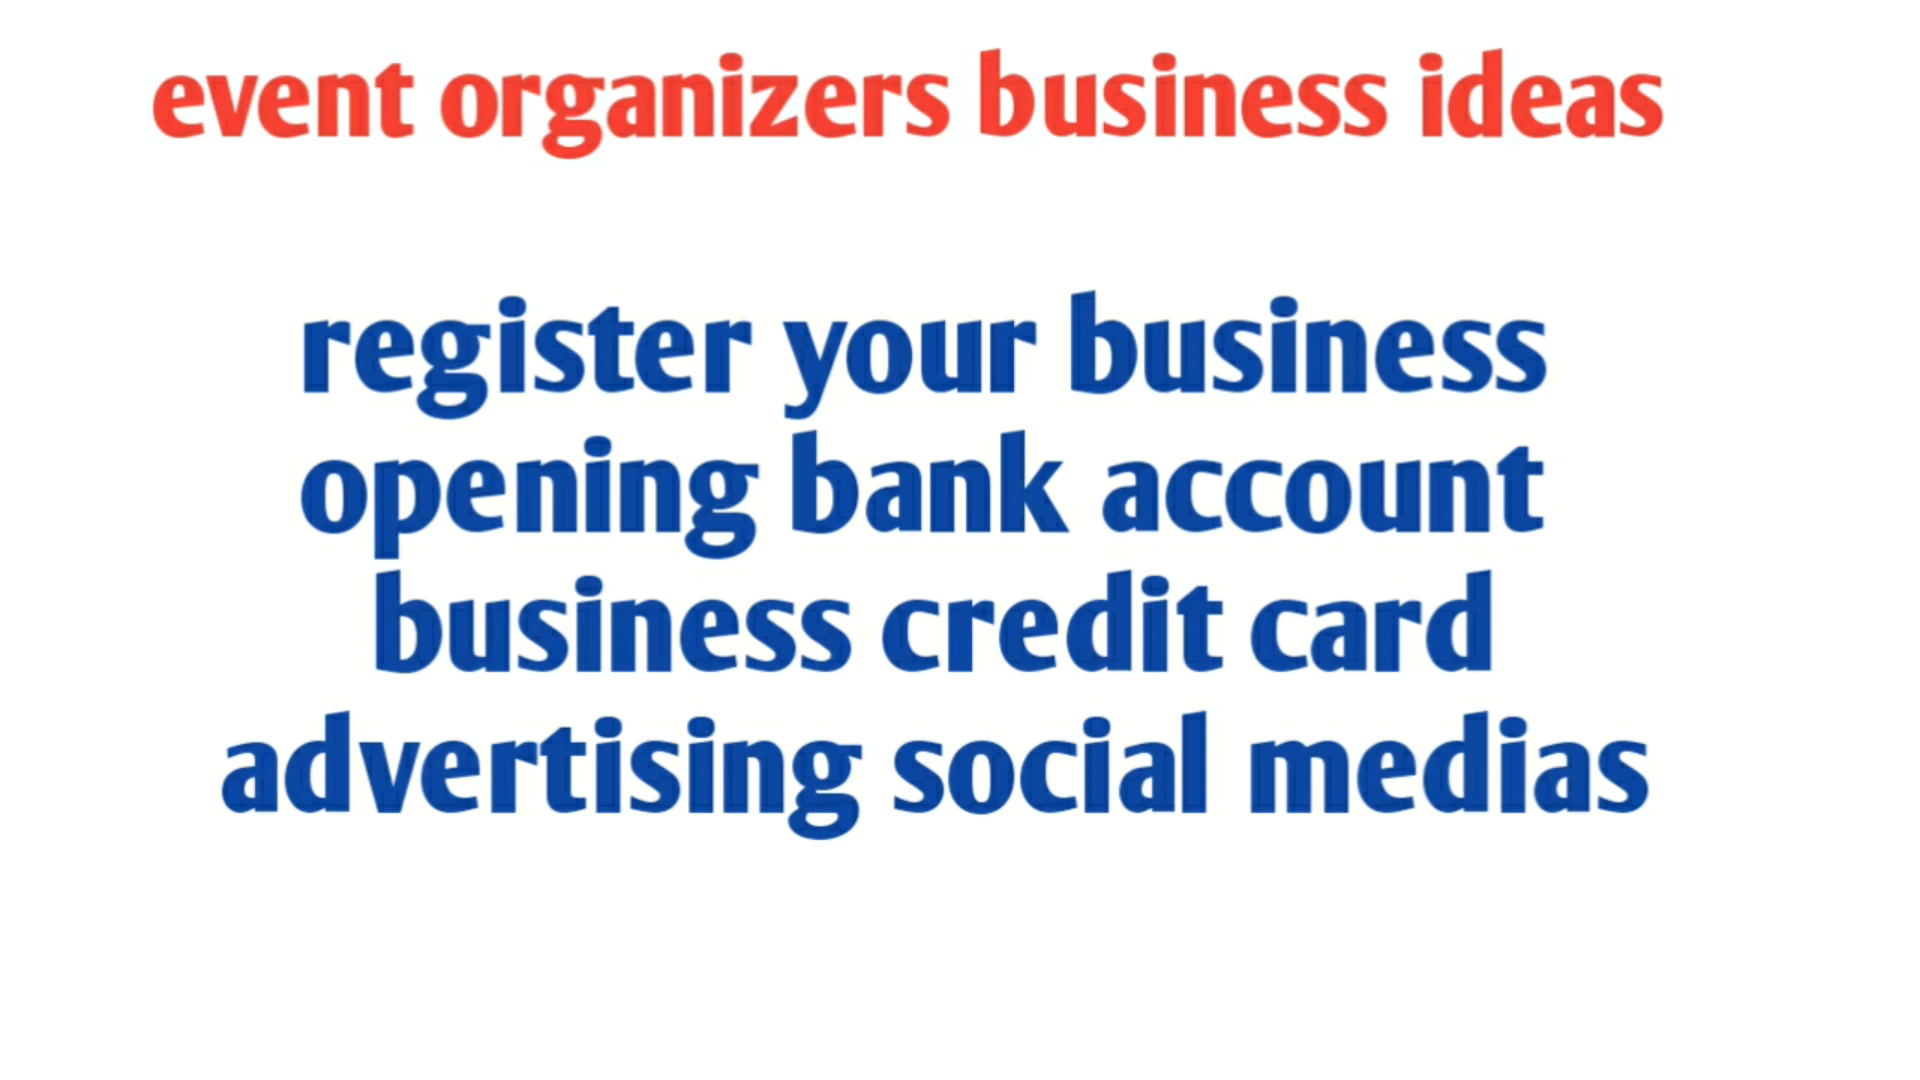 event organizers business ideas
register your business
opening bank account
business credit card
advertising social medias